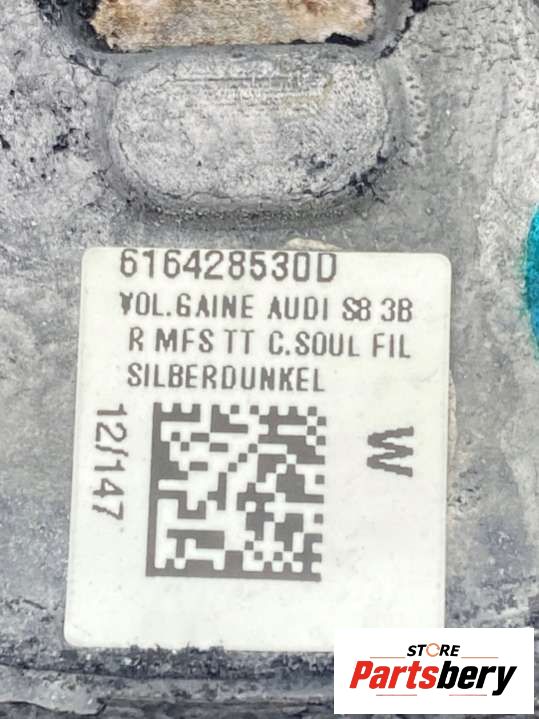 616428530D
VOL.GAINE AUDI S8 3B
R MFS TT C.SOUL FIL
SILBERDUNKEL
12/147
W
STORE
Partsbery